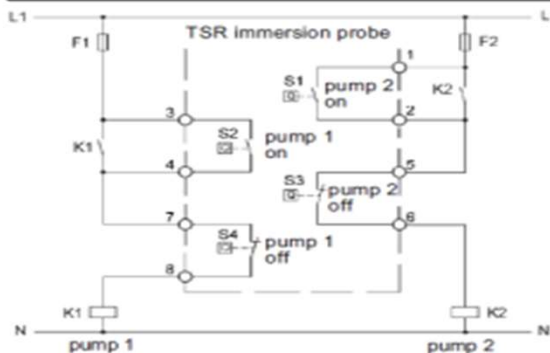 L1 L
F1 TSR immersion probe F2
1
S1 pump 2 on K2
3 2
S2 pump 1 on
K1
4 5
S3 pump 2 off
7 6
S4 pump 1 off
8
K1 K2
N N
pump 1 pump 2